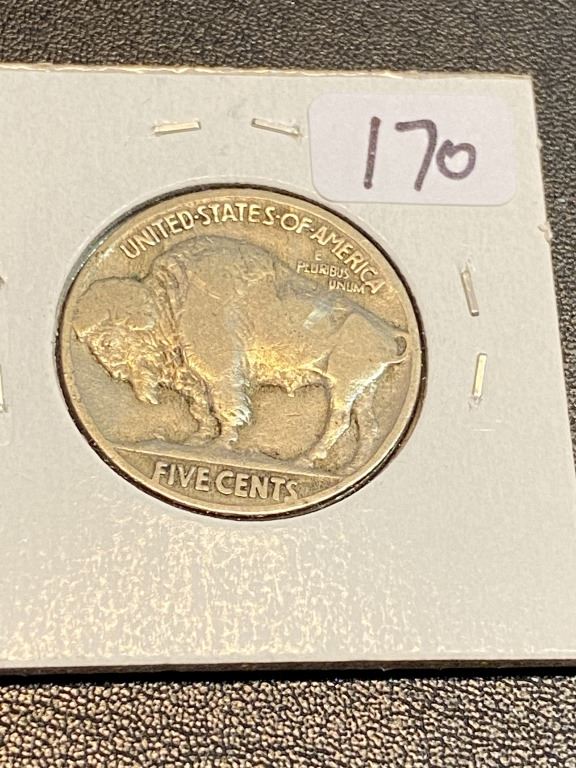 170
UNITED·STATES·OF·AMERICA
E
PLURIBUS
UNUM
FIVE CENTS